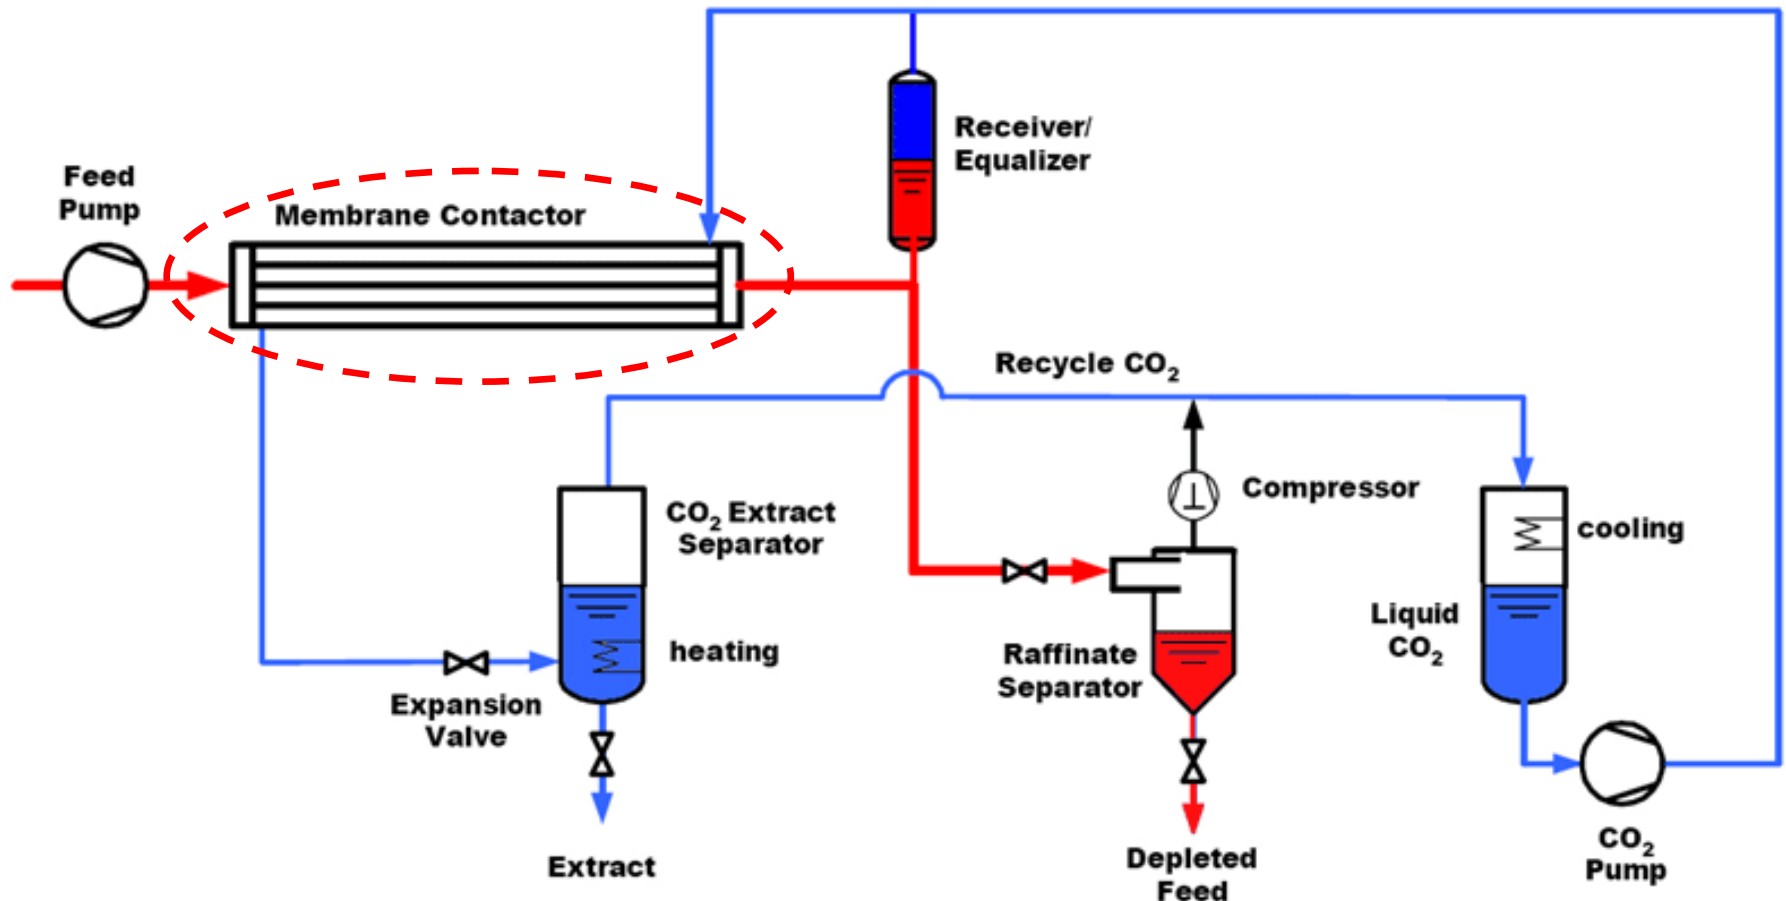 Receiver/
Equalizer
Feed
Pump
Membrane Contactor
Recycle CO₂
CO₂ Extract
Separator
Compressor
cooling
Liquid
CO₂
heating
Raffinate
Separator
Expansion
Valve
CO₂
Pump
Extract
Depleted
Feed